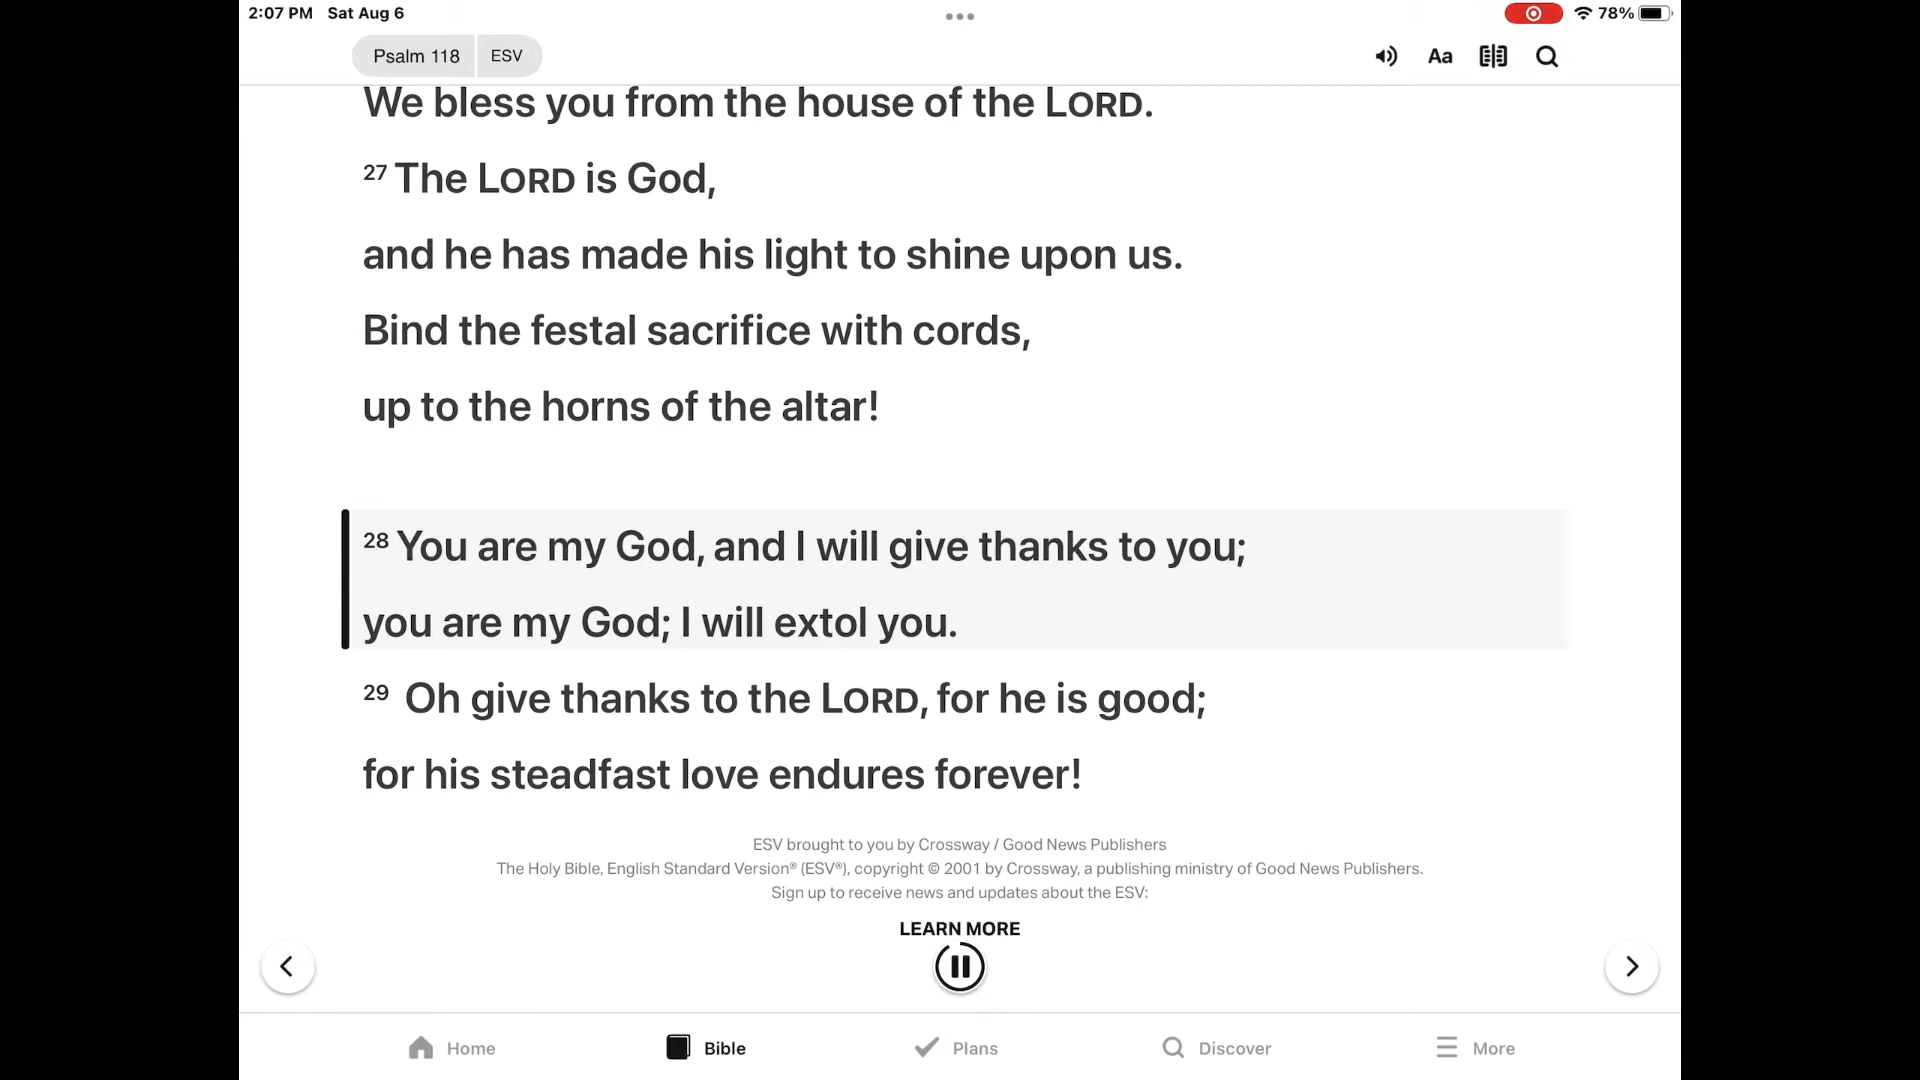 2:07 PM Sat Aug 6
78%
Psalm 118 ESV
Aa
We bless you from the house of the LORD.
27 The LORD is God,
and he has made his light to shine upon us.
Bind the festal sacrifice with cords,
up to the horns of the altar!
28 You are my God, and I will give thanks to you;
you are my God; I will extol you.
29 Oh give thanks to the LORD, for he is good;
for his steadfast love endures forever!
ESV brought to you by Crossway / Good News Publishers
The Holy Bible, English Standard Version® (ESV®), copyright © 2001 by Crossway, a publishing ministry of Good News Publishers.
Sign up to receive news and updates about the ESV:
LEARN MORE
Home Bible Plans Discover More